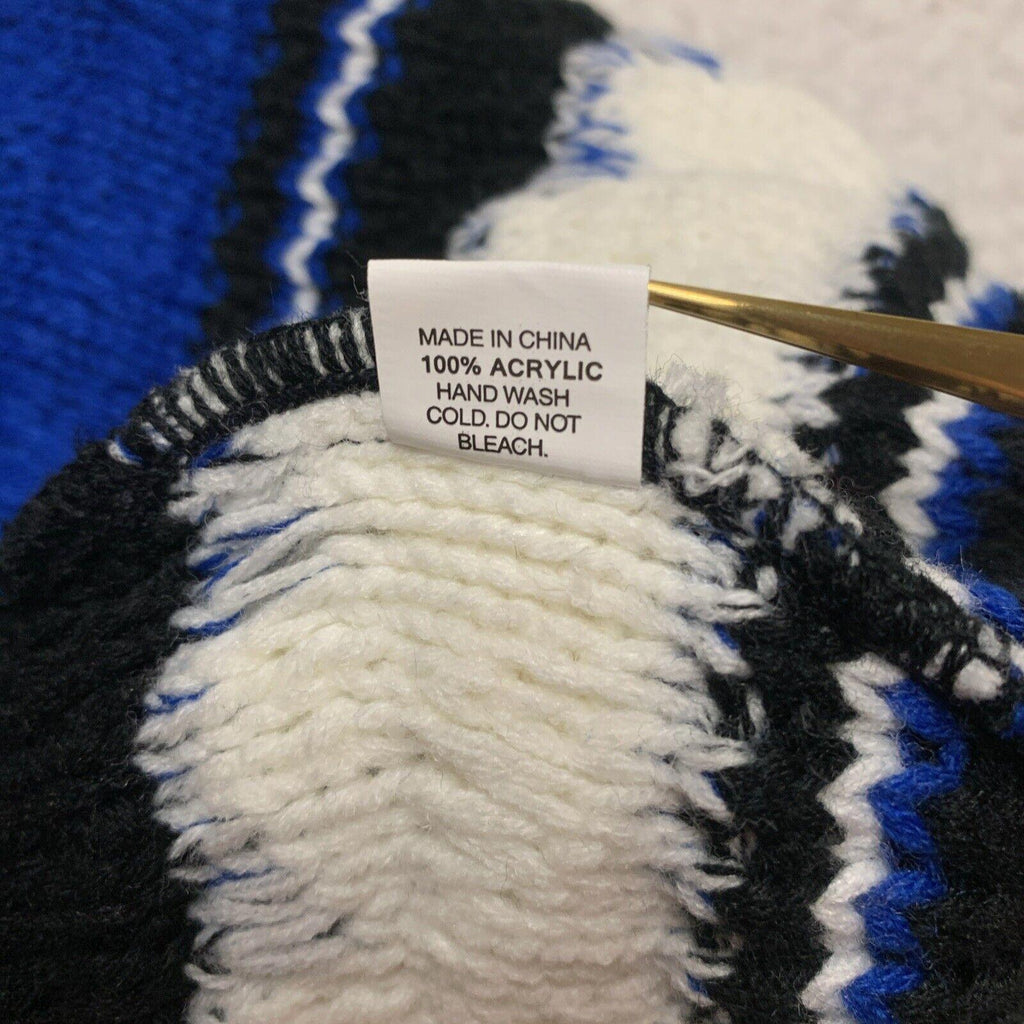 MADE IN CHINA
100% ACRYLIC
HAND WASH
COLD. DO NOT
BLEACH.